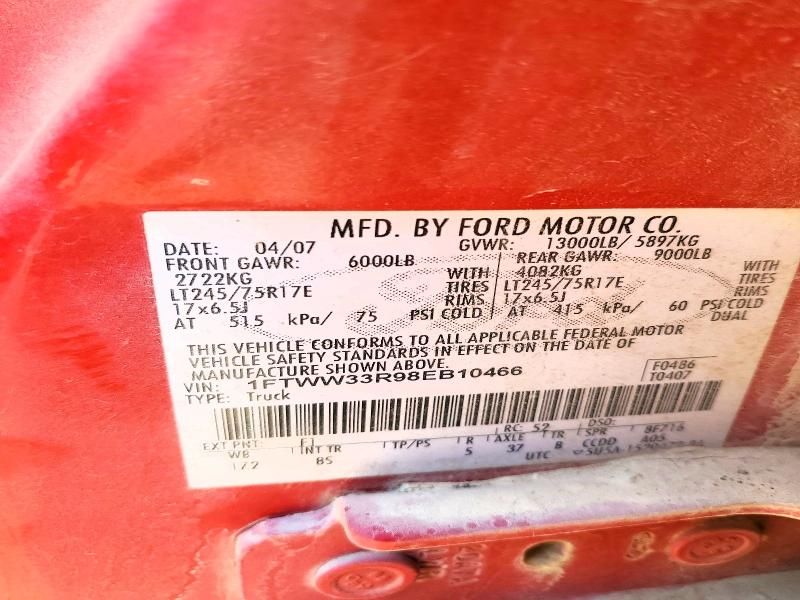 MFD. BY FORD MOTOR CO.
DATE: 04/07 GVWR: 13000LB/ 5897KG
FRONT GAWR: 6000LB REAR GAWR: 9000LB
2722KG WITH 4082KG WITH
LT245/75R17E TIRES LT245/75R17E TIRES
17x6.5J RIMS 17x6.5J RIMS
AT 515 kPa/ 75 PSI COLD AT 415 kPa/ 60 PSI COLD
DUAL
THIS VEHICLE CONFORMS TO ALL APPLICABLE FEDERAL MOTOR
VEHICLE SAFETY STANDARDS IN EFFECT ON THE DATE OF
MANUFACTURE SHOWN ABOVE.
VIN: 1FTWW33R98EB10466 F0486
TYPE: Truck T0407
EXT PNT: F1 RC: 52 DSO:
WB INT TR TP/PS R AXLE TR SPR 8F216
172 8S 5 37 B CCDD A05
UTC